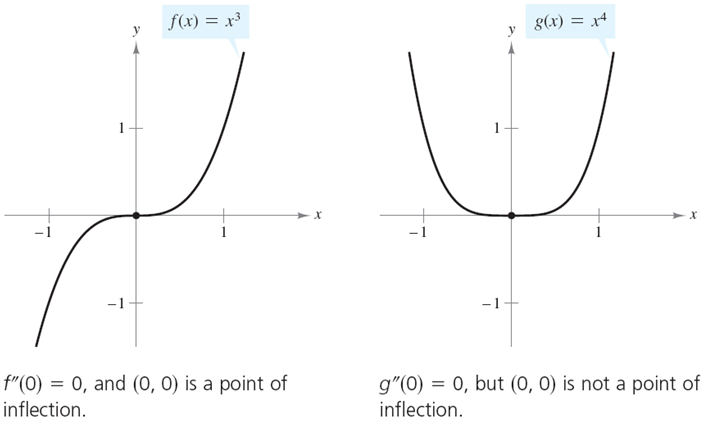 f(x) = x³
y
1
x
−1
1
−1
f″(0) = 0, and (0, 0) is a point of
inflection.
g(x) = x⁴
y
1
x
−1
1
−1
g″(0) = 0, but (0, 0) is not a point of
inflection.